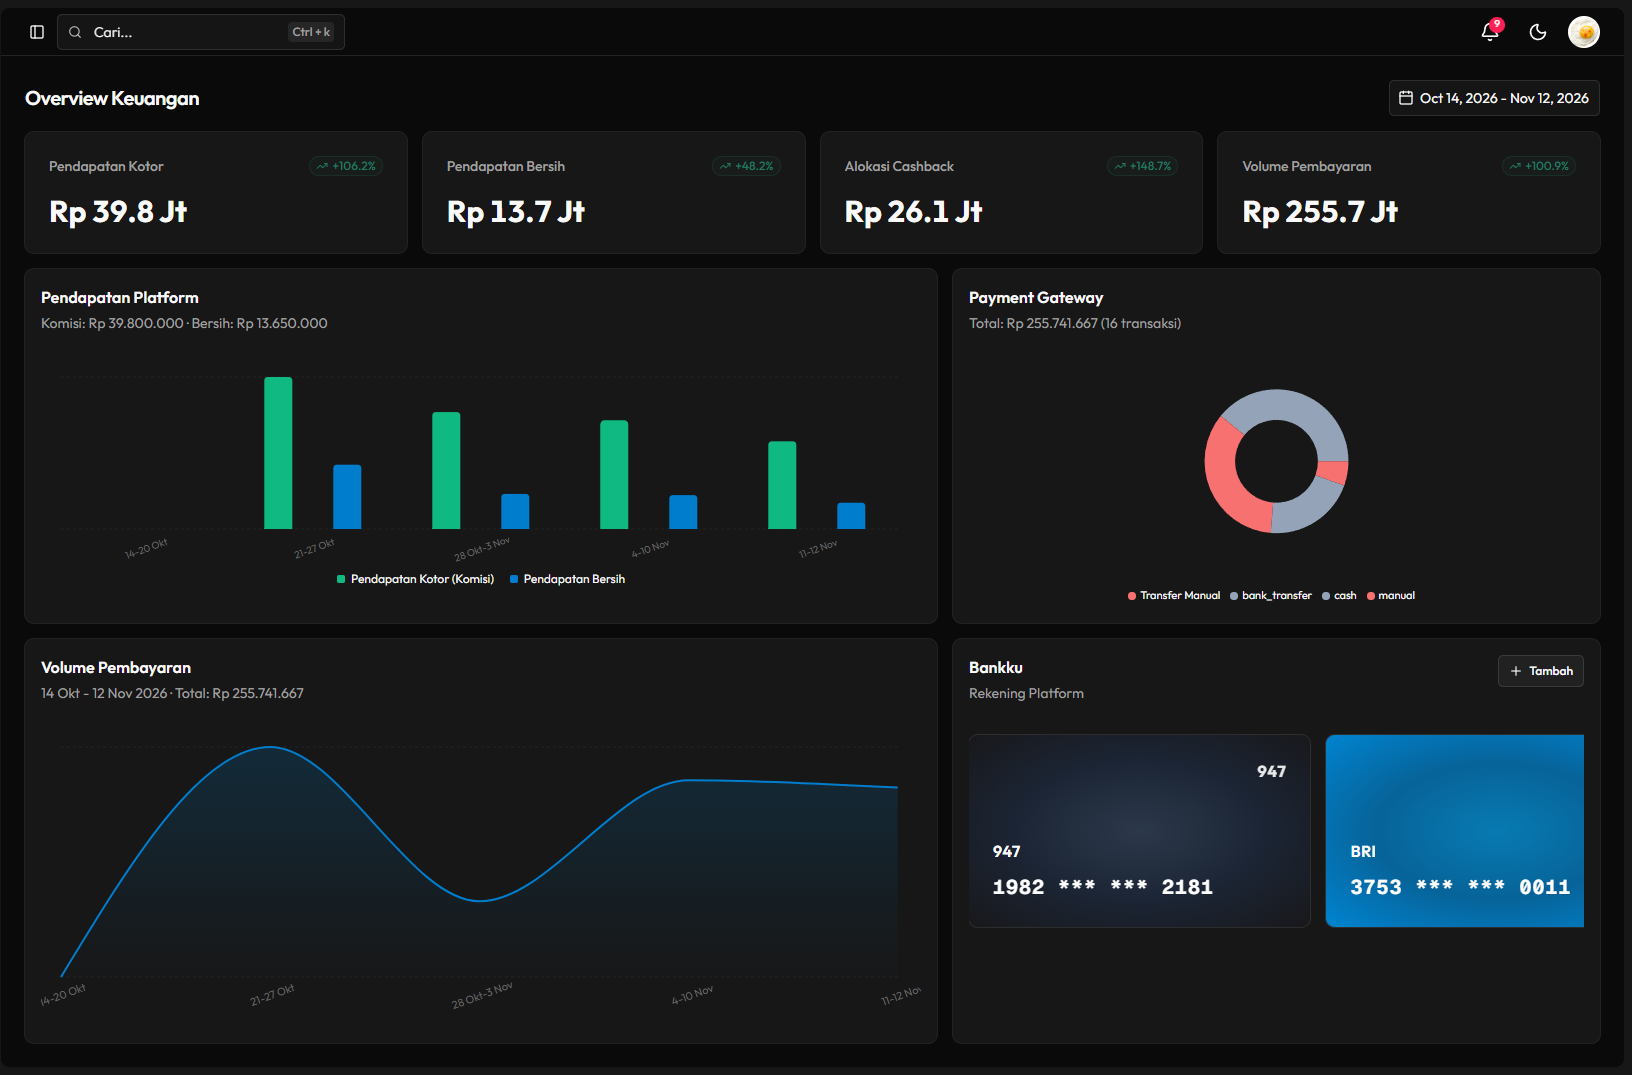 Cari...
Ctrl + k
9
Overview Keuangan
Oct 14, 2026 - Nov 12, 2026
Pendapatan Kotor
+106.2%
Rp 39.8 Jt
Pendapatan Bersih
+48.2%
Rp 13.7 Jt
Alokasi Cashback
+148.7%
Rp 26.1 Jt
Volume Pembayaran
+100.9%
Rp 255.7 Jt
Pendapatan Platform
Komisi: Rp 39.800.000 · Bersih: Rp 13.650.000
14-20 Okt
21-27 Okt
28 Okt-3 Nov
4-10 Nov
11-12 Nov
Pendapatan Kotor (Komisi)
Pendapatan Bersih
Payment Gateway
Total: Rp 255.741.667 (16 transaksi)
Transfer Manual
bank_transfer
cash
manual
Volume Pembayaran
14 Okt - 12 Nov 2026 · Total: Rp 255.741.667
14-20 Okt
21-27 Okt
28 Okt-3 Nov
4-10 Nov
11-12 Nov
Bankku
Rekening Platform
Tambah
947
947
1982 *** *** 2181
BRI
3753 *** *** 0011